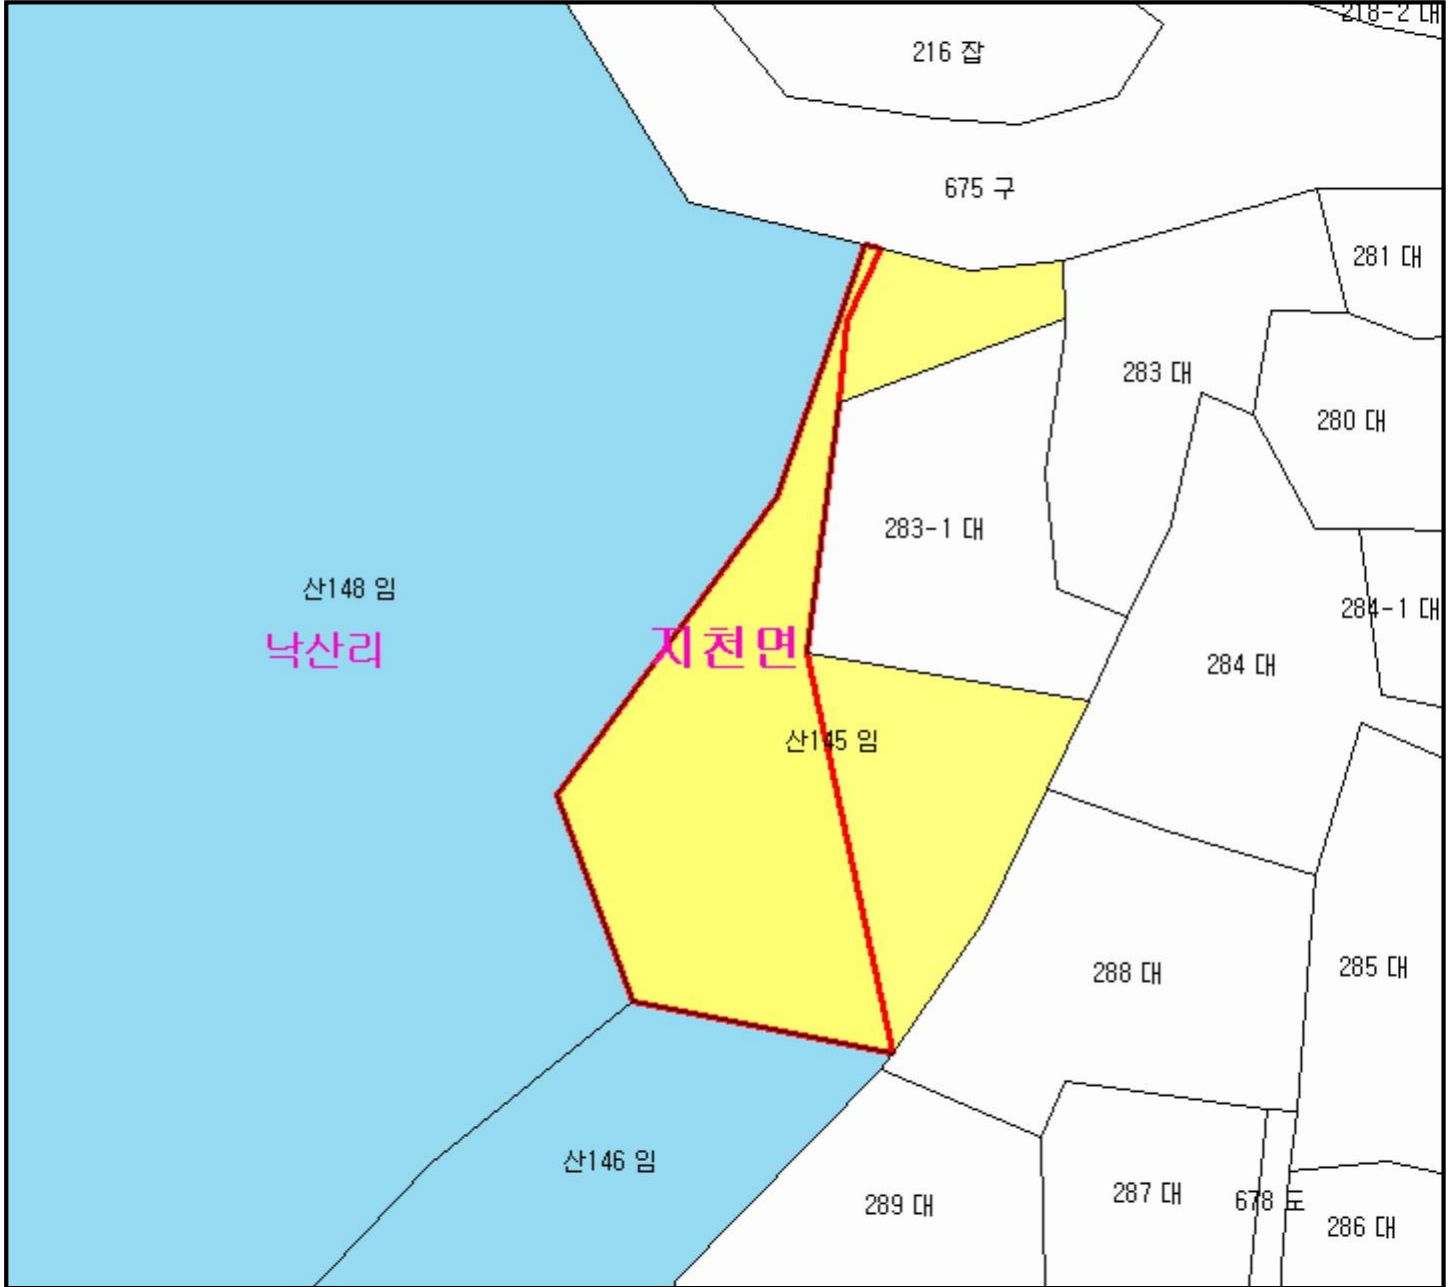 218-2 대
216 잡
675 구
281 대
283 대
280 대
283-1 대
산148 임
284-1 대
낙산리
지천면
284 대
산145 임
288 대
285 대
산146 임
289 대
287 대
678 도
286 대